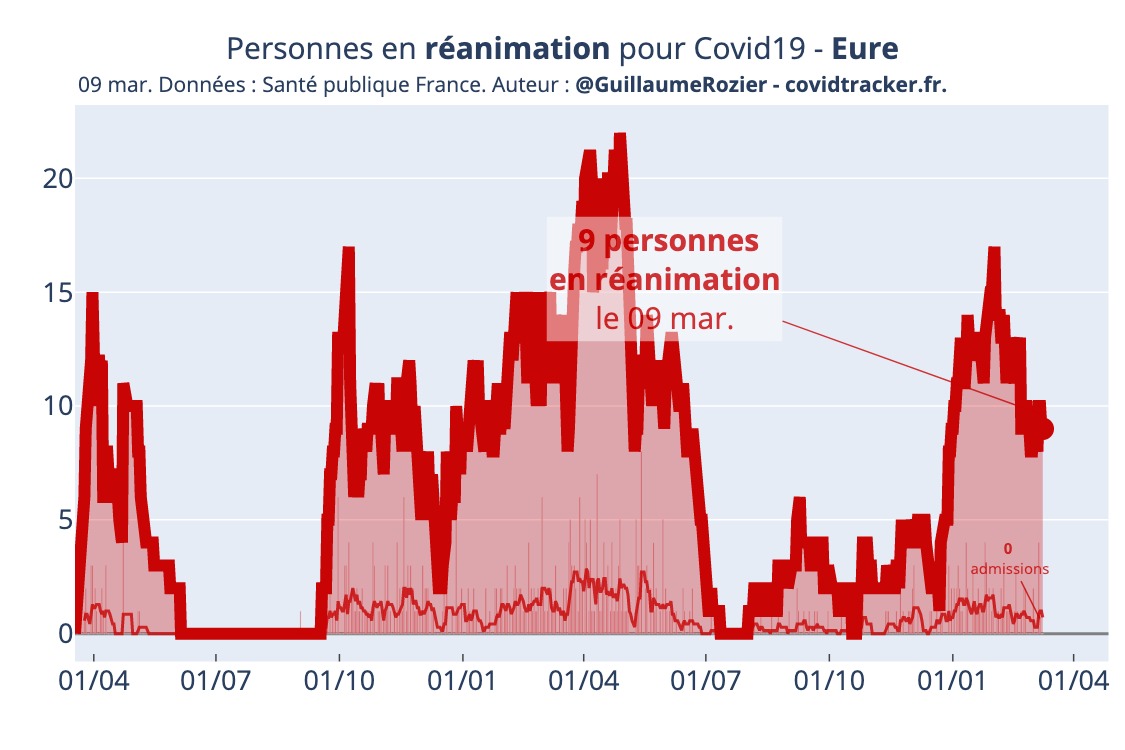 Personnes en réanimation pour Covid19 - Eure
09 mar. Données : Santé publique France. Auteur : @GuillaumeRozier - covidtracker.fr.
20
15
10
5
0
9 personnes
en réanimation
le 09 mar.
0
admissions
01/04
01/07
01/10
01/01
01/04
01/07
01/10
01/01
01/04